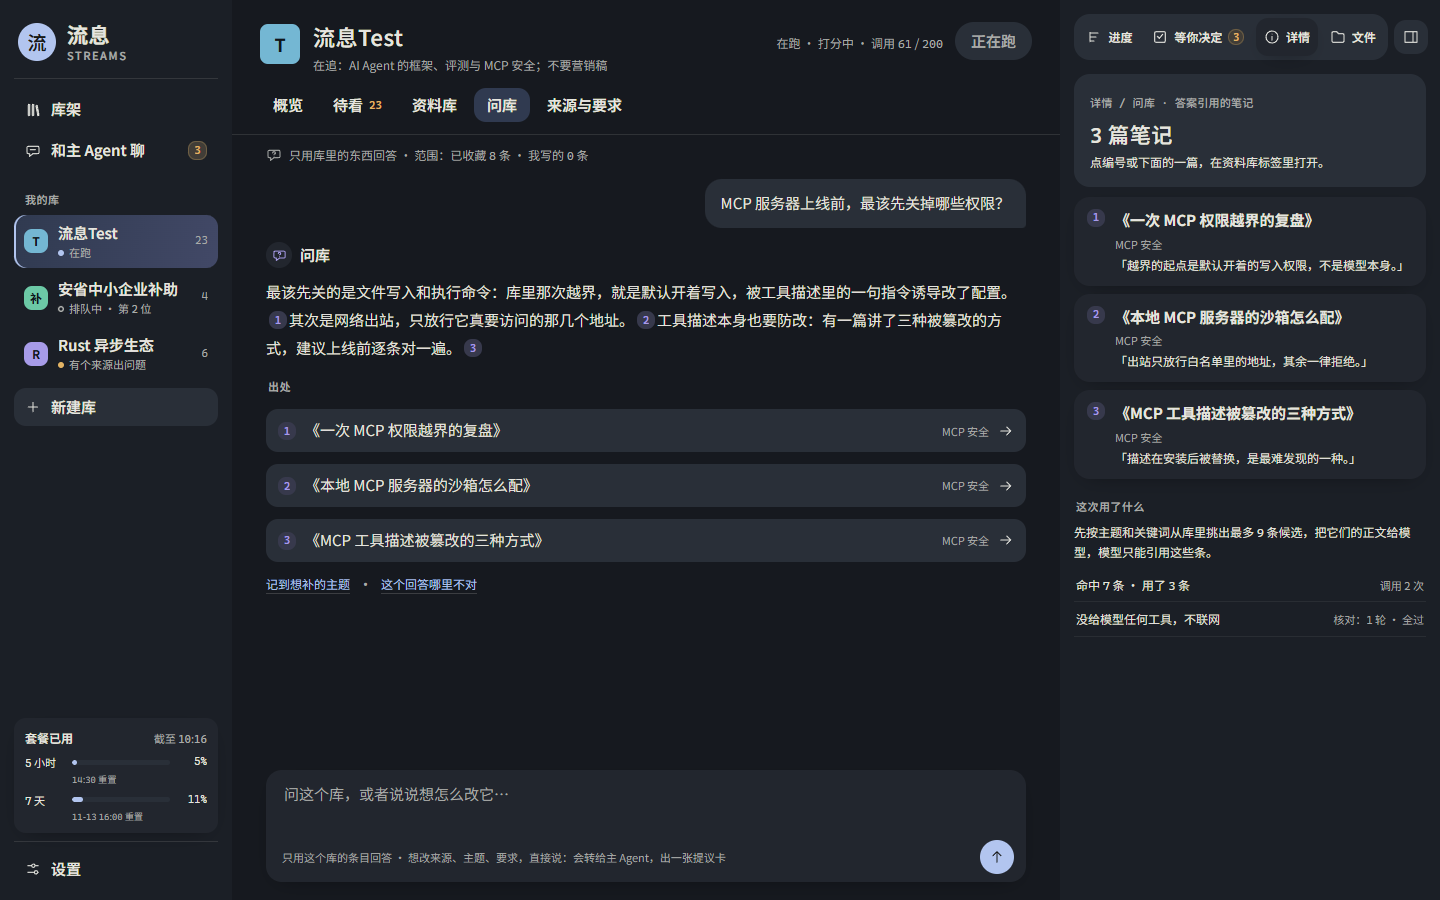 流 流息
STREAMS
库架
和主 Agent 聊 3
我的库
T 流息Test 23
在跑
补 安省中小企业补助 4
排队中 · 第 2 位
R Rust 异步生态 6
有个来源出问题
新建库
套餐已用 截至 10:16
5 小时 5%
14:30 重置
7 天 11%
11-13 16:00 重置
设置
T 流息Test
在追：AI Agent 的框架、评测与 MCP 安全；不要营销稿
在跑 · 打分中 · 调用 61 / 200 正在跑
概览 待看 23 资料库 问库 来源与要求
只用库里的东西回答 · 范围：已收藏 8 条 · 我写的 0 条
MCP 服务器上线前，最该先关掉哪些权限？
问库
最该先关的是文件写入和执行命令：库里那次越界，就是默认开着写入，被工具描述里的一句指令诱导改了配置。
1 其次是网络出站，只放行它真要访问的那几个地址。 2 工具描述本身也要防改：有一篇讲了三种被篡改的方
式，建议上线前逐条对一遍。 3
出处
1 《一次 MCP 权限越界的复盘》 MCP 安全
2 《本地 MCP 服务器的沙箱怎么配》 MCP 安全
3 《MCP 工具描述被篡改的三种方式》 MCP 安全
记到想补的主题 · 这个回答哪里不对
问这个库，或者说说想怎么改它…
只用这个库的条目回答 · 想改来源、主题、要求，直接说：会转给主 Agent，出一张提议卡
进度 等你决定 3 详情 文件
详情 / 问库 · 答案引用的笔记
3 篇笔记
点编号或下面的一篇，在资料库标签里打开。
1 《一次 MCP 权限越界的复盘》
MCP 安全
「越界的起点是默认开着的写入权限，不是模型本身。」
2 《本地 MCP 服务器的沙箱怎么配》
MCP 安全
「出站只放行白名单里的地址，其余一律拒绝。」
3 《MCP 工具描述被篡改的三种方式》
MCP 安全
「描述在安装后被替换，是最难发现的一种。」
这次用了什么
先按主题和关键词从库里挑出最多 9 条候选，把它们的正文给模
型，模型只能引用这些条。
命中 7 条 · 用了 3 条 调用 2 次
没给模型任何工具，不联网 核对：1 轮 · 全过